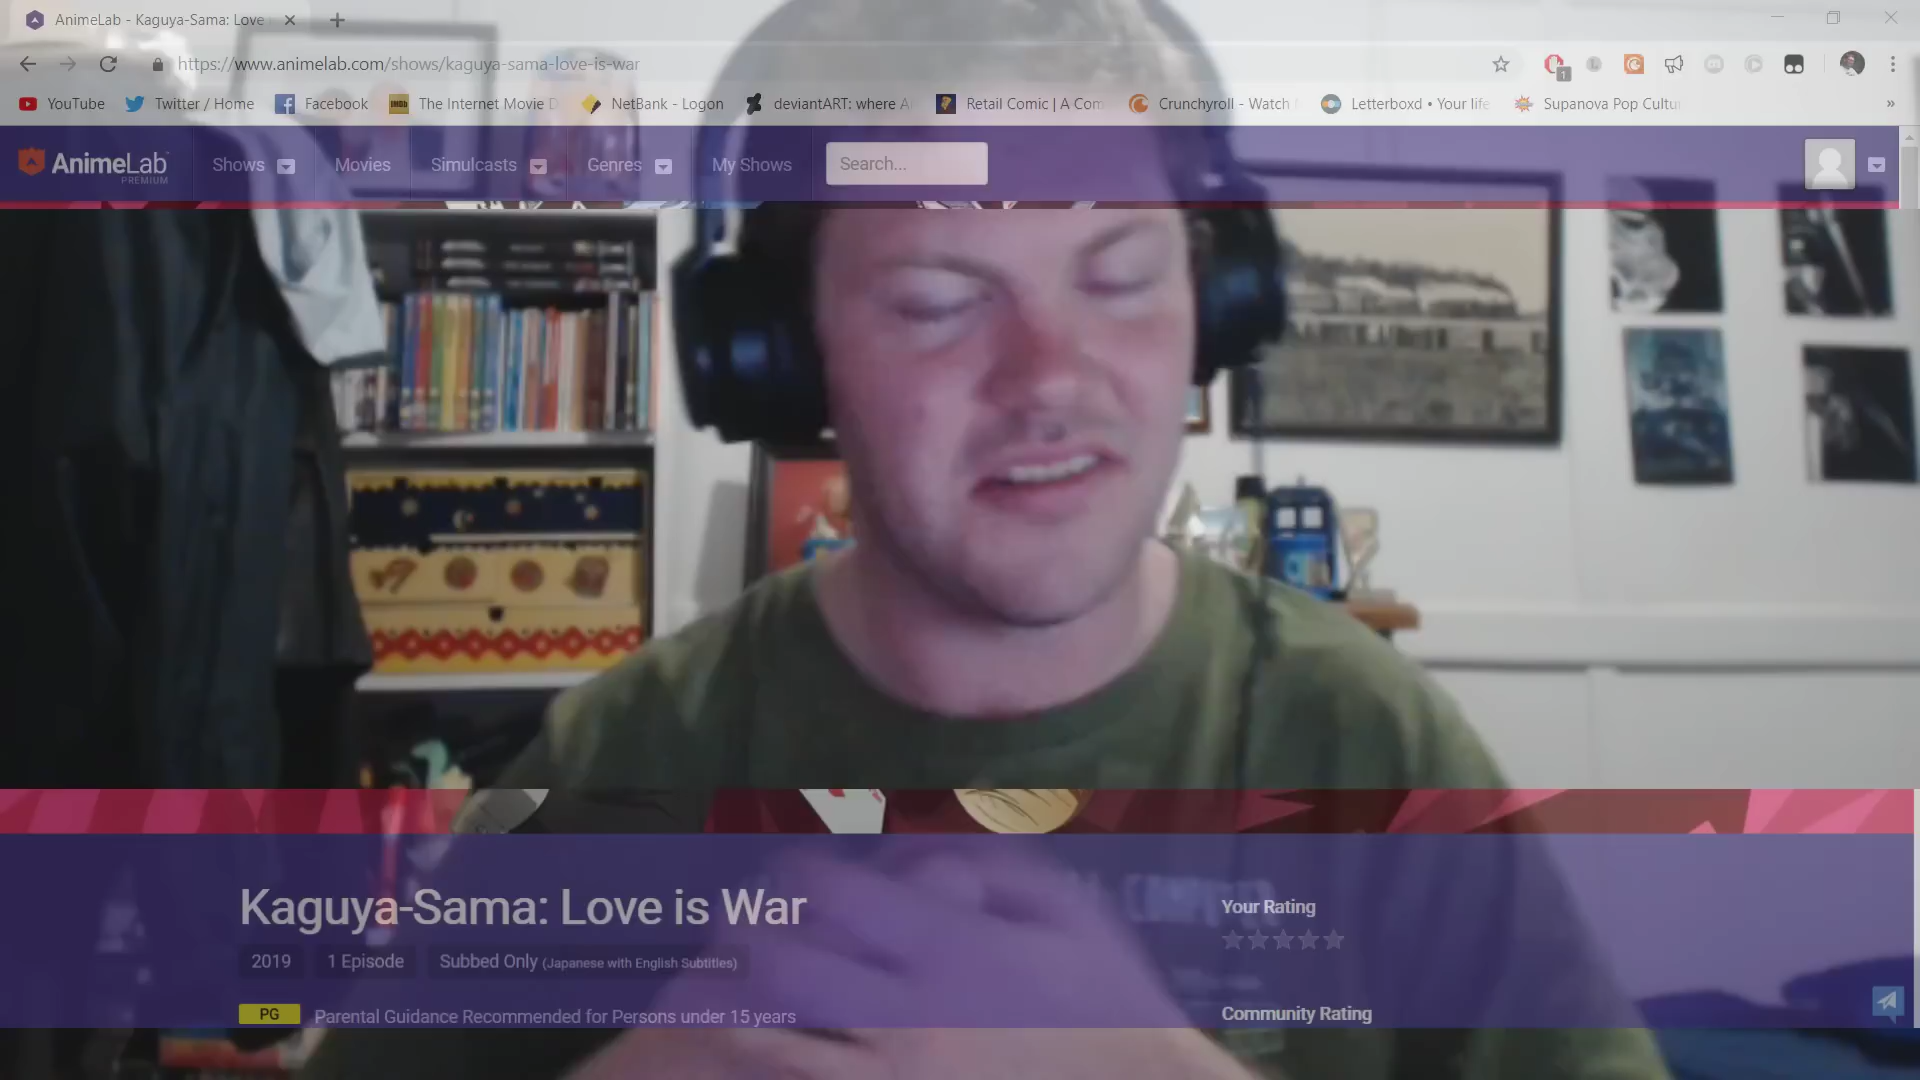 AnimeLab - Kaguya-Sama: Love
https://www.animelab.com/shows/kaguya-sama-love-is-war
1
YouTube Twitter / Home Facebook IMDb The Internet Movie NetBank - Logon deviantART: where Retail Comic | A Com Crunchyroll - Watch Letterboxd • Your life Supanova Pop Cultu »
AnimeLab Shows Movies Simulcasts Genres My Shows Search...
PREMIUM
Kaguya-Sama: Love is War
Your Rating
2019 1 Episode Subbed Only (Japanese with English Subtitles)
PG Parental Guidance Recommended for Persons under 15 years
Community Rating